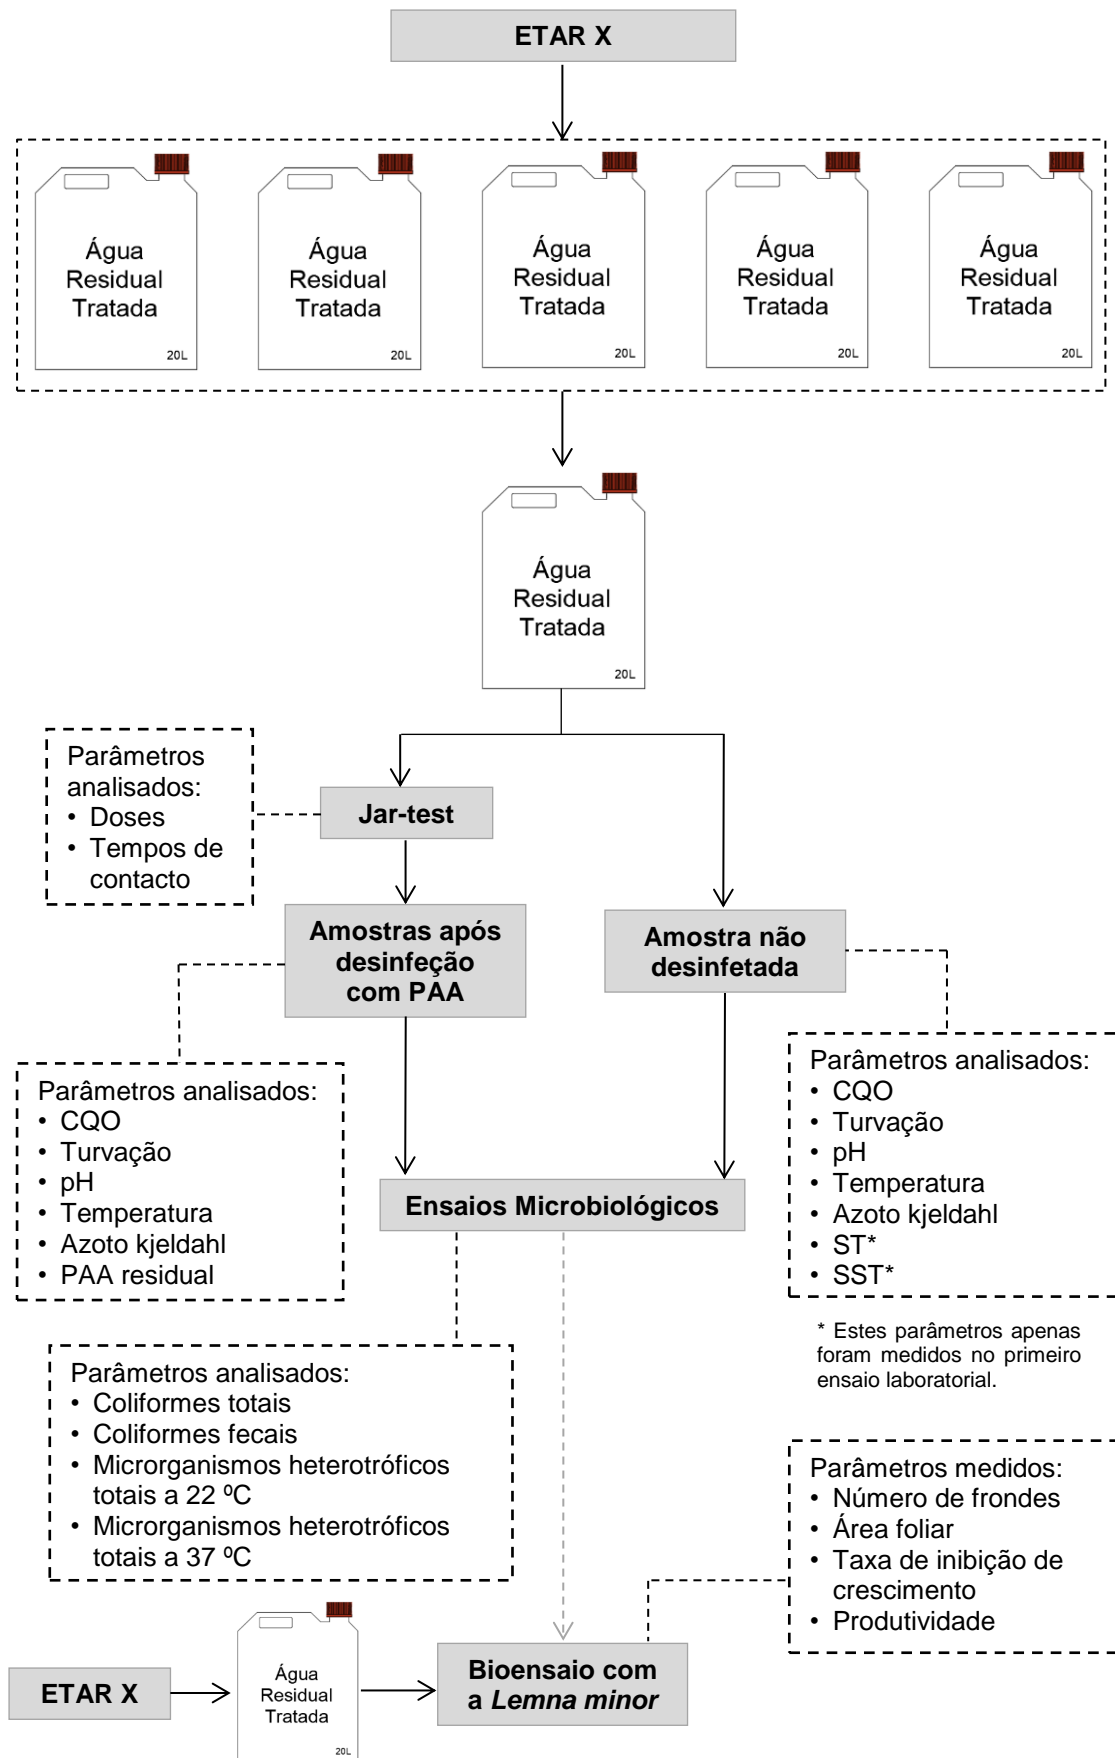 ETAR X
Água
Residual
Tratada
20L
Água
Residual
Tratada
20L
Água
Residual
Tratada
20L
Água
Residual
Tratada
20L
Água
Residual
Tratada
20L
Água
Residual
Tratada
20L
Parâmetros
analisados:
• Doses
• Tempos de
contacto
Jar-test
Amostras após
desinfeção
com PAA
Amostra não
desinfetada
Parâmetros analisados:
• CQO
• Turvação
• pH
• Temperatura
• Azoto kjeldahl
• PAA residual
Parâmetros analisados:
• CQO
• Turvação
• pH
• Temperatura
• Azoto kjeldahl
• ST*
• SST*
* Estes parâmetros apenas
foram medidos no primeiro
ensaio laboratorial.
Ensaios Microbiológicos
Parâmetros analisados:
• Coliformes totais
• Coliformes fecais
• Microrganismos heterotróficos
totais a 22 ºC
• Microrganismos heterotróficos
totais a 37 ºC
Parâmetros medidos:
• Número de frondes
• Área foliar
• Taxa de inibição de
crescimento
• Produtividade
ETAR X
Água
Residual
Tratada
20L
Bioensaio com
a Lemna minor